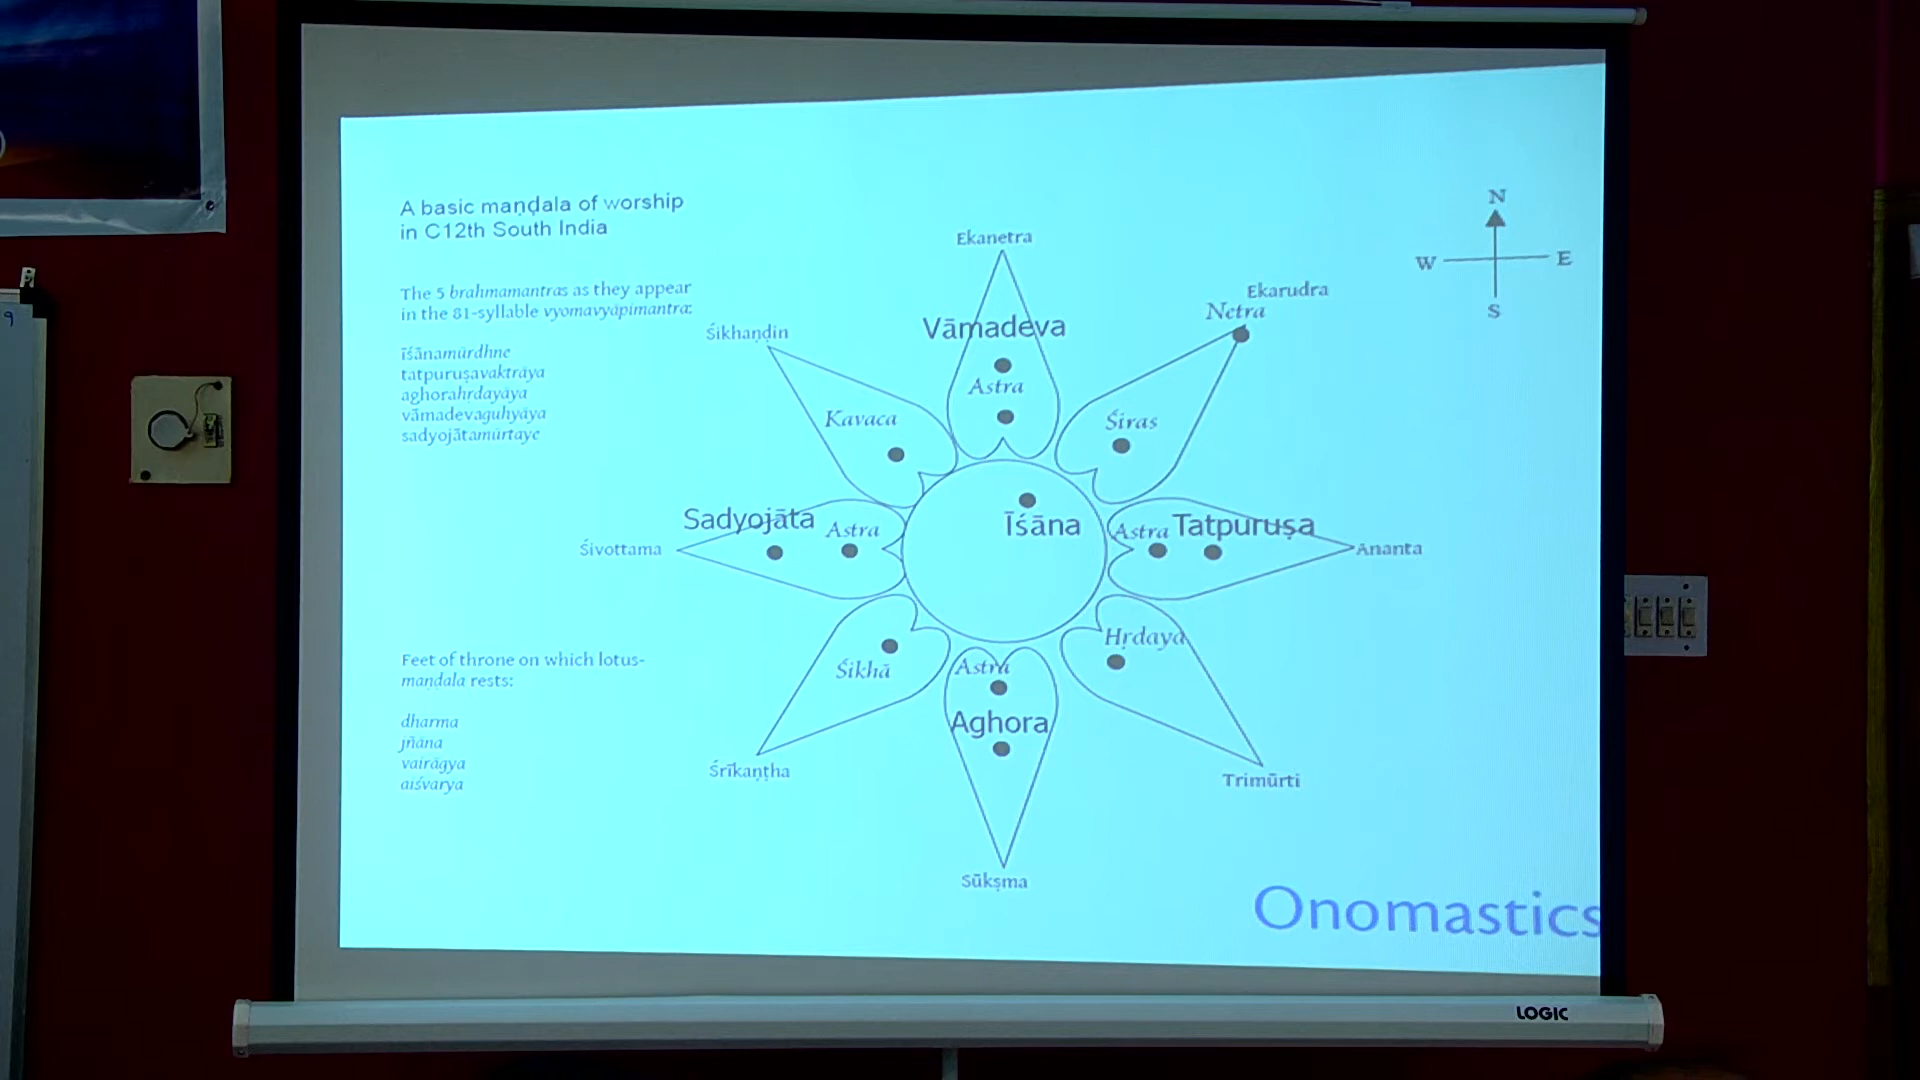 A basic maṇḍala of worship
in C12th South India
The 5 brahmamantras as they appear
in the 81-syllable vyomavyāpimantra:
īśānamūrdhne
tatpuruṣavaktrāya
aghorahṛdayāya
vāmadevaguhyāya
sadyojātamūrtaye
Feet of throne on which lotus-
maṇḍala rests:
dharma
jñāna
vairāgya
aiśvarya
Ekanetra
Vāmadeva
Astra
Ekarudra
Netra
Śiras
Śikhaṇḍin
Kavaca
Sadyojāta
Astra
Śivottama
Īśāna
Astra
Tatpuruṣa
Ananta
Śikhā
Śrīkaṇṭha
Astra
Aghora
Sūkṣma
Hṛdaya
Trimūrti
N
W
E
S
Onomastics
LOGIC
9